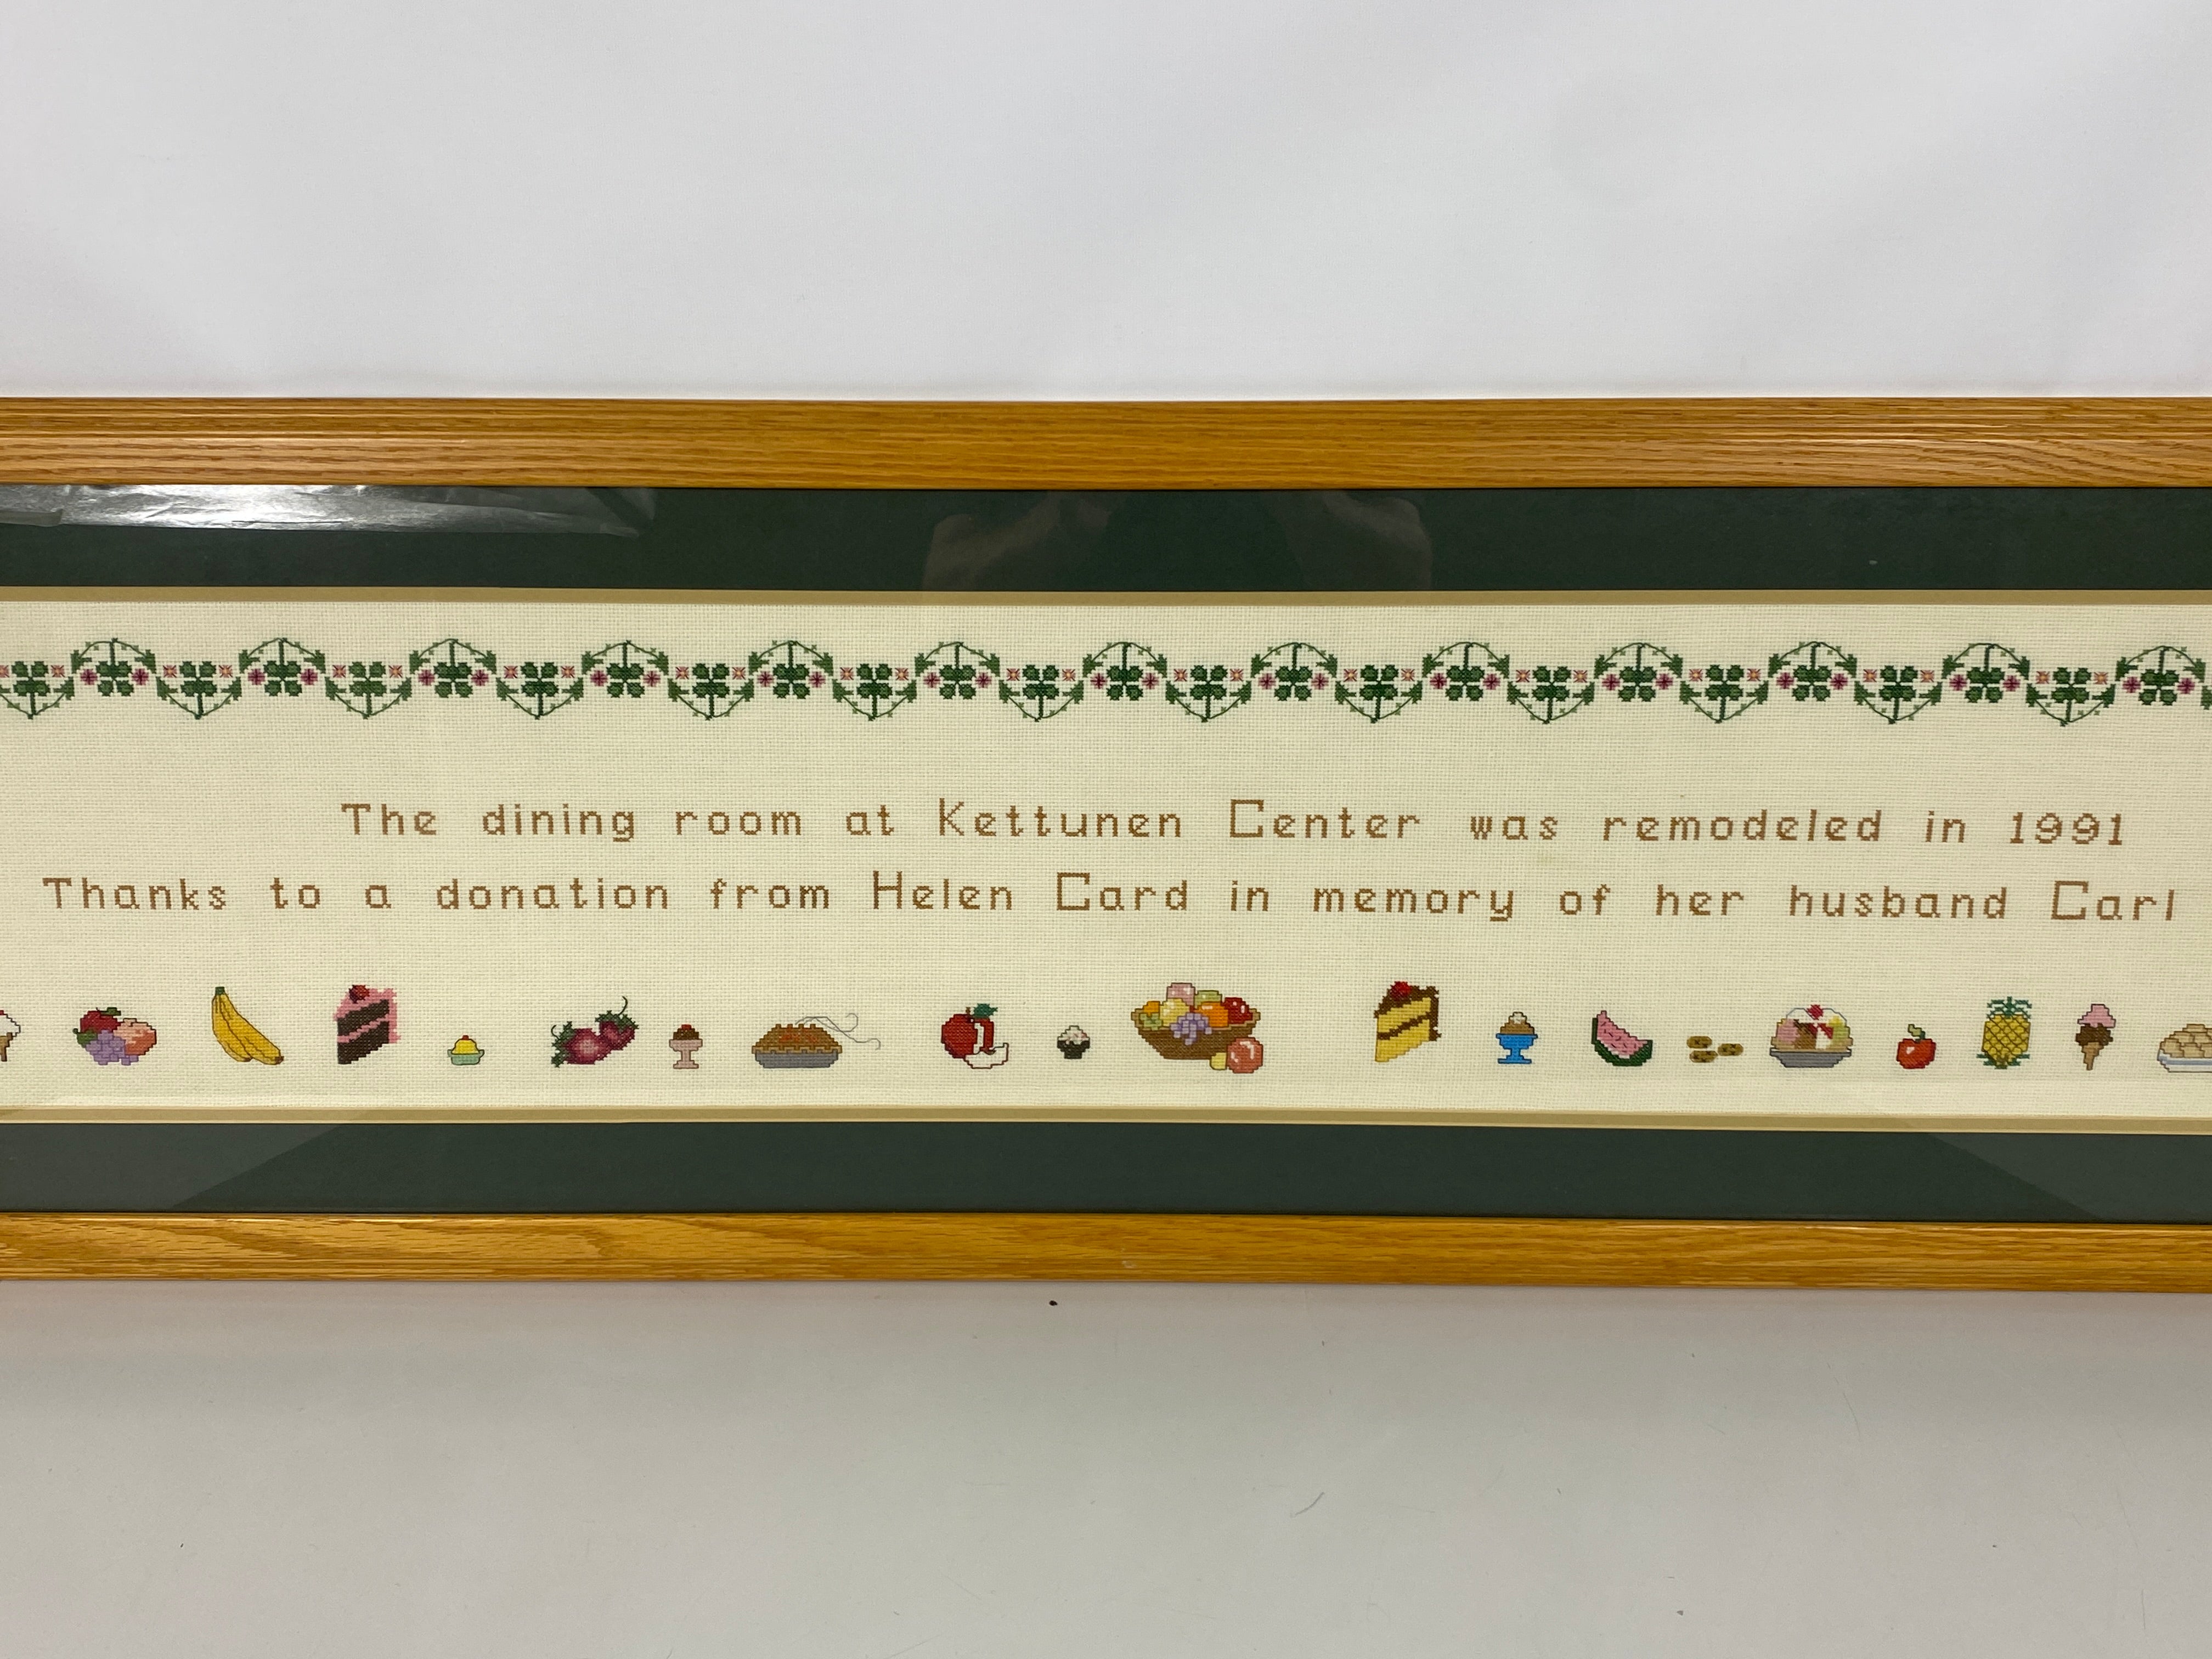 The dining room at Kettunen Center was remodeled in 1991
Thanks to a donation from Helen Card in memory of her husband Carl